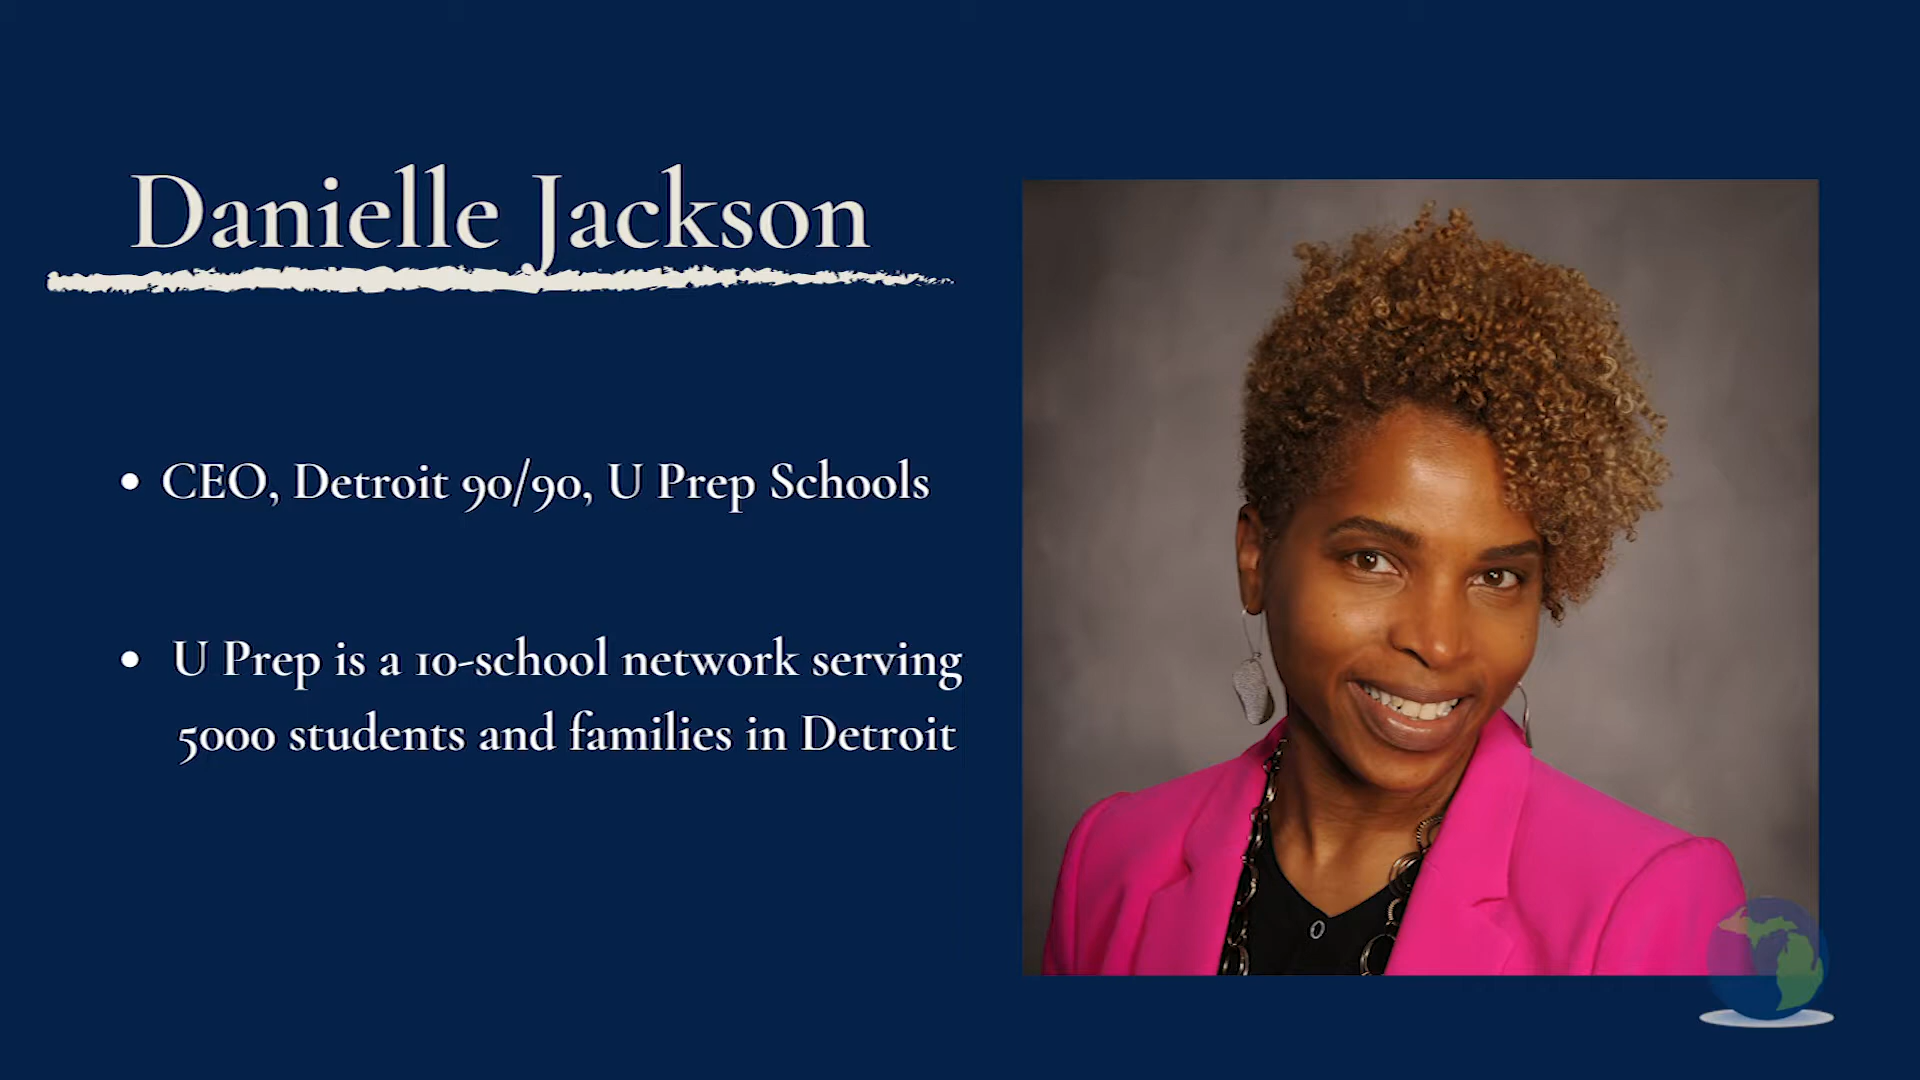 Danielle Jackson
• CEO, Detroit 90/90, U Prep Schools
• U Prep is a 10-school network serving
5000 students and families in Detroit